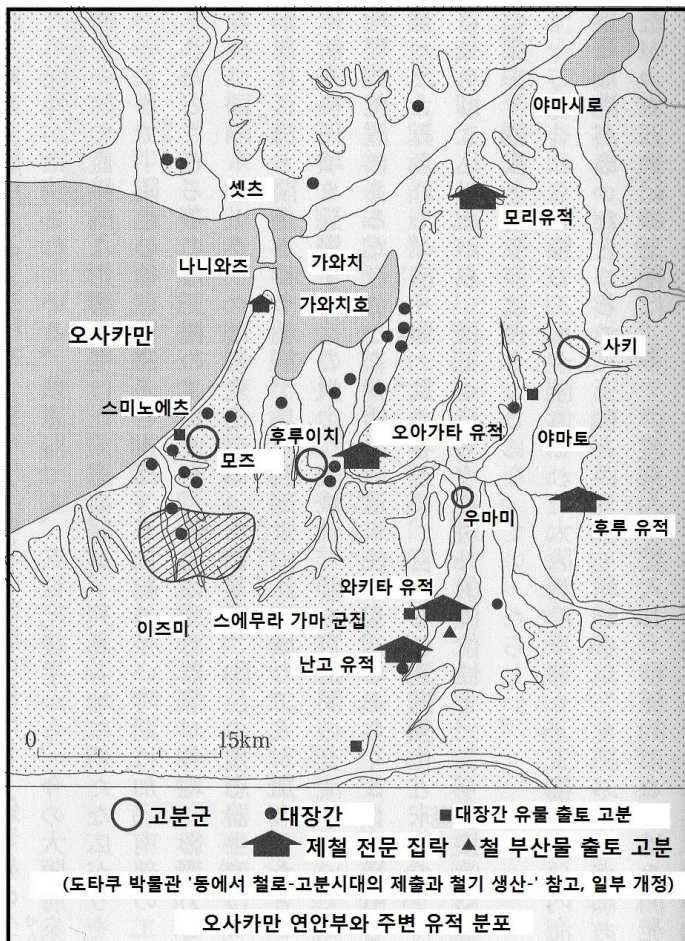 야마시로
셋츠
모리유적
나니와즈
가와치
가와치호
오사카만
사키
스미노에츠
후루이치
오아가타 유적
모즈
야마토
우마미
후루 유적
와키타 유적
이즈미
스에무라 가마 군집
난고 유적
0 15km
고분군 대장간 대장간 유물 출토 고분
제철 전문 집락 철 부산물 출토 고분
(도타쿠 박물관 '동에서 철로-고분시대의 제출과 철기 생산-' 참고, 일부 개정)
오사카만 연안부와 주변 유적 분포